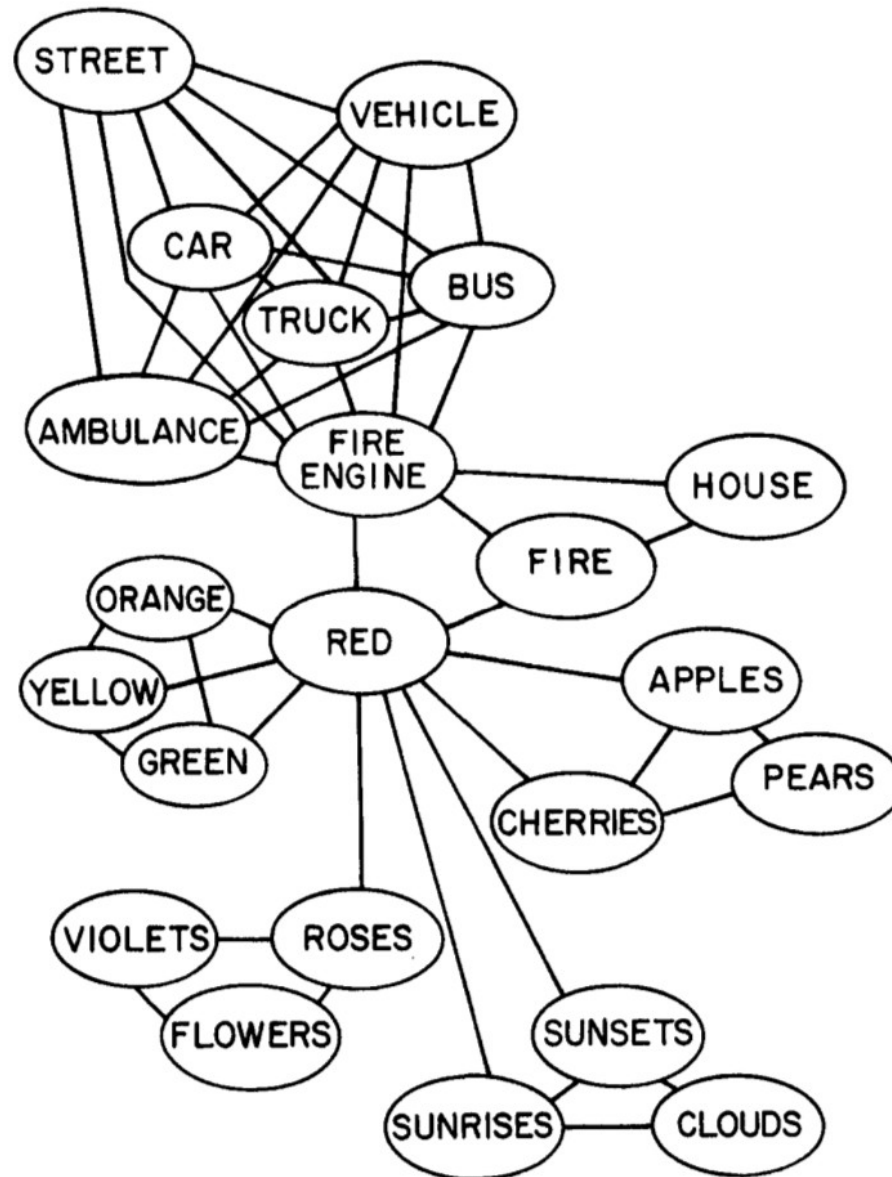 STREET
VEHICLE
CAR
BUS
TRUCK
AMBULANCE
FIRE
ENGINE
HOUSE
FIRE
ORANGE
RED
YELLOW
APPLES
GREEN
PEARS
CHERRIES
VIOLETS
ROSES
FLOWERS
SUNSETS
SUNRISES
CLOUDS